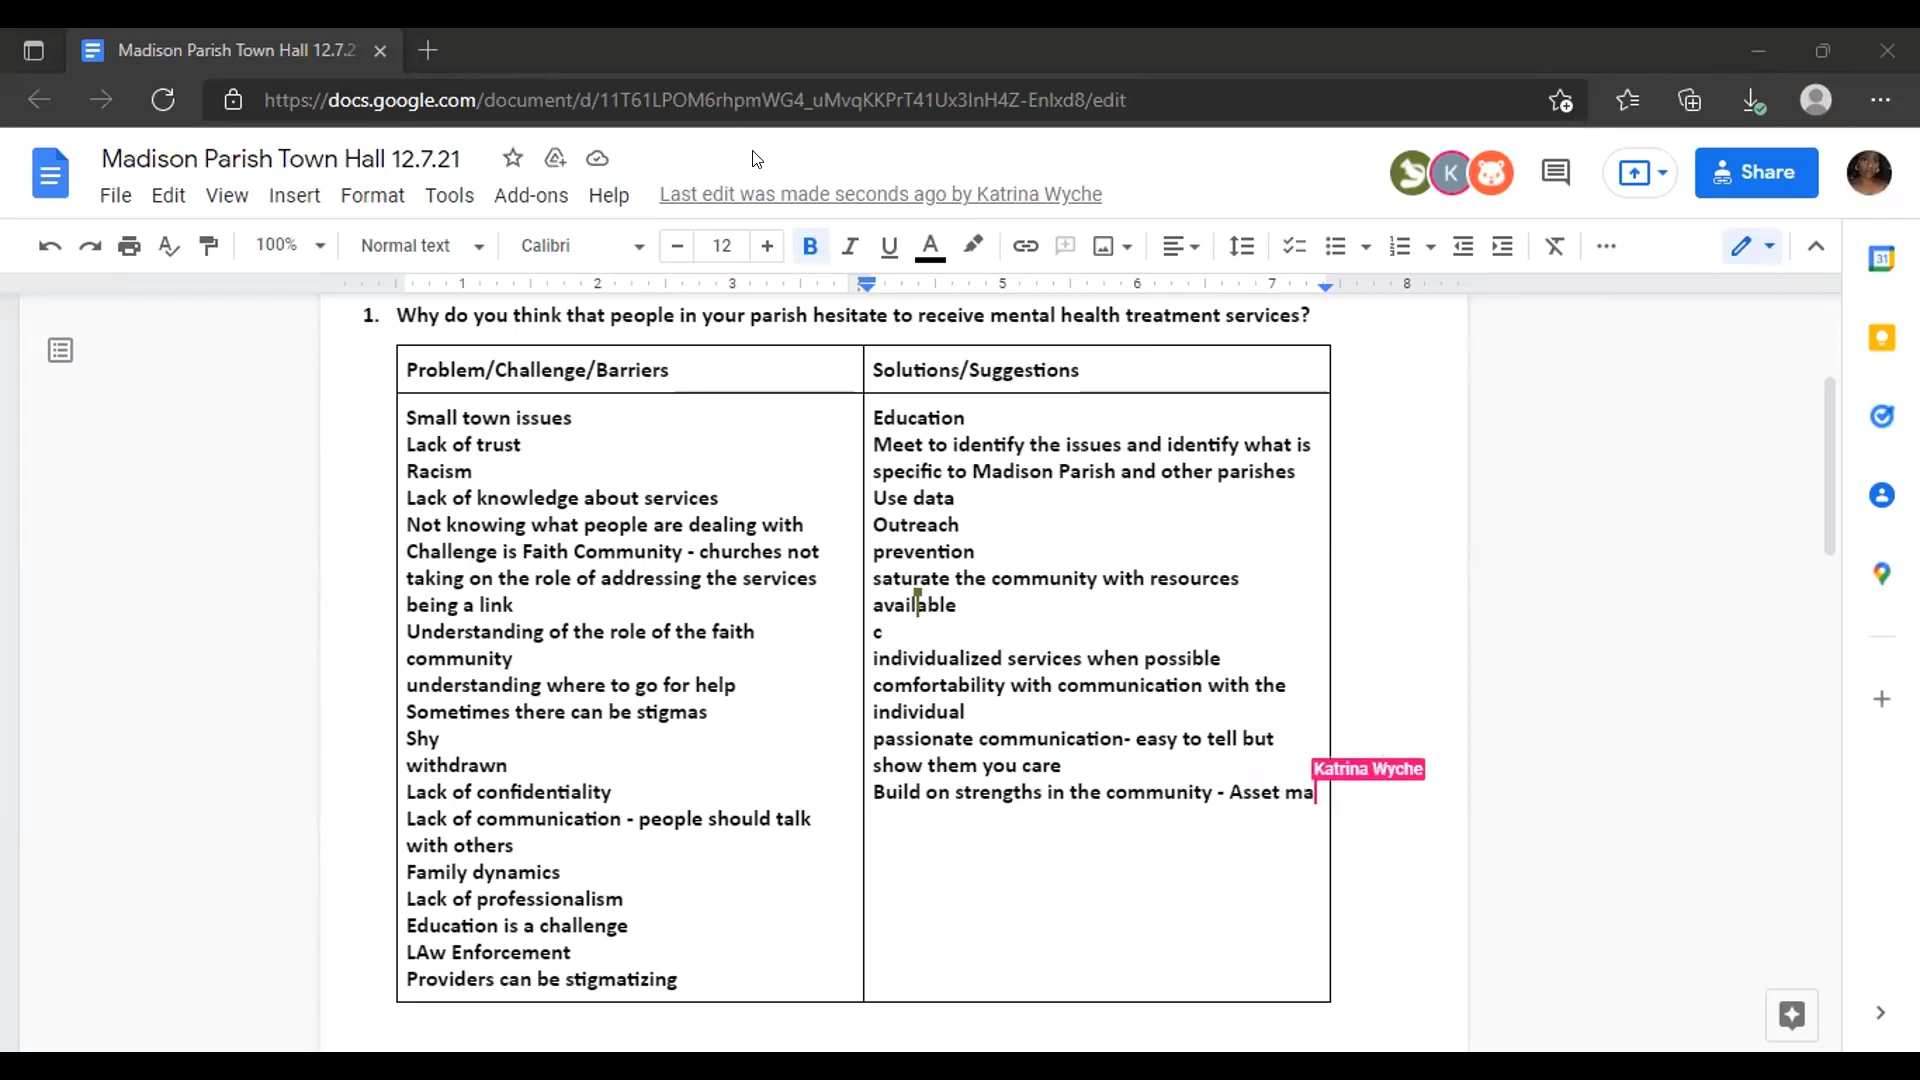 Madison Parish Town Hall 12.7.2
https://docs.google.com/document/d/11T61LPOM6rhpmWG4_uMvqKKPrT41Ux3InH4Z-EnIxd8/edit
Madison Parish Town Hall 12.7.21
K
Share
File Edit View Insert Format Tools Add-ons Help Last edit was made seconds ago by Katrina Wyche
100% Normal text Calibri 12 B I U A
31
1 2 3 5 6 7 8
1. Why do you think that people in your parish hesitate to receive mental health treatment services?
Problem/Challenge/Barriers
Small town issues
Lack of trust
Racism
Lack of knowledge about services
Not knowing what people are dealing with
Challenge is Faith Community - churches not
taking on the role of addressing the services
being a link
Understanding of the role of the faith
community
understanding where to go for help
Sometimes there can be stigmas
Shy
withdrawn
Lack of confidentiality
Lack of communication - people should talk
with others
Family dynamics
Lack of professionalism
Education is a challenge
LAw Enforcement
Providers can be stigmatizing
Solutions/Suggestions
Education
Meet to identify the issues and identify what is
specific to Madison Parish and other parishes
Use data
Outreach
prevention
saturate the community with resources
available
c
individualized services when possible
comfortability with communication with the
individual
passionate communication- easy to tell but
show them you care
Katrina Wyche
Build on strengths in the community - Asset ma